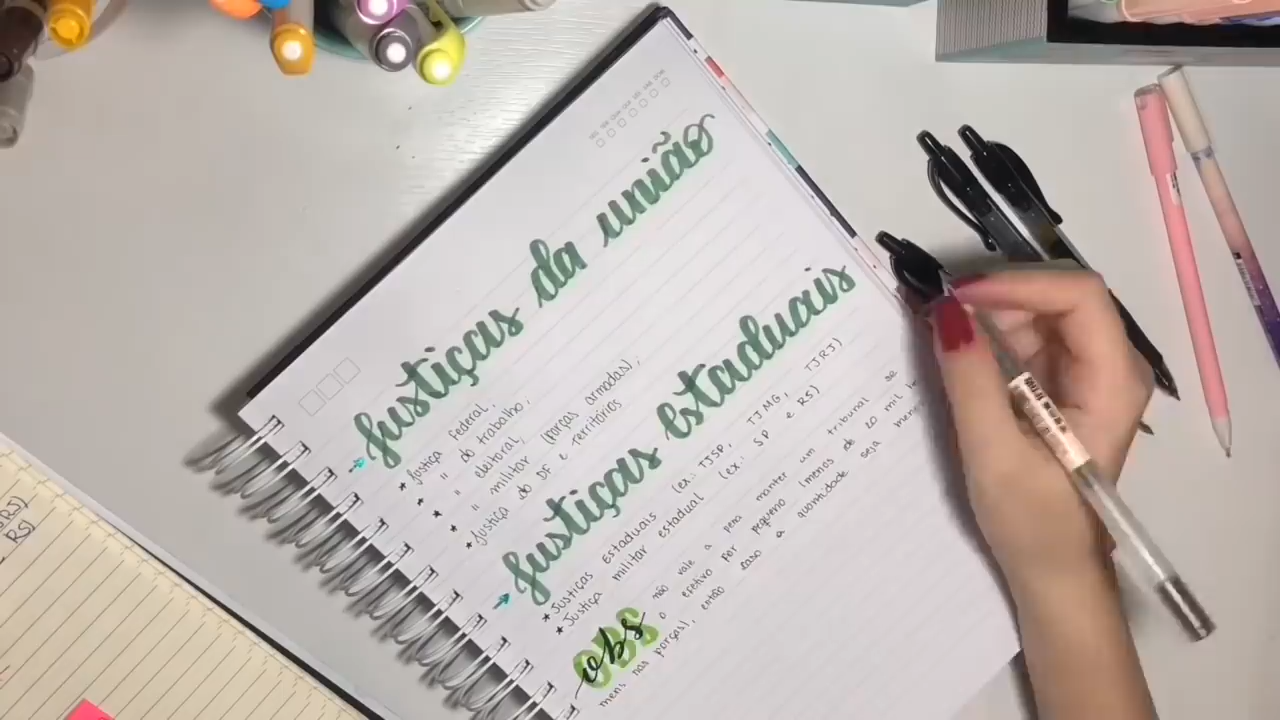 Justiças da união
★ Justiça Federal,
★ " do trabalho,
★ " eleitoral,
★ " militar (Forças armadas),
★ Justiça do DF e territórios
Justiças estaduais
★ Justiças estaduais (ex.: TJSP, TJMG, TJRJ)
★ Justiça militar estadual (ex.: SP e RS)
obs não vale a pena manter um tribunal se
o efetivo for pequeno (menos de 20 mil
mens nas forças), então caso a quantidade seja
RJ)
RS)